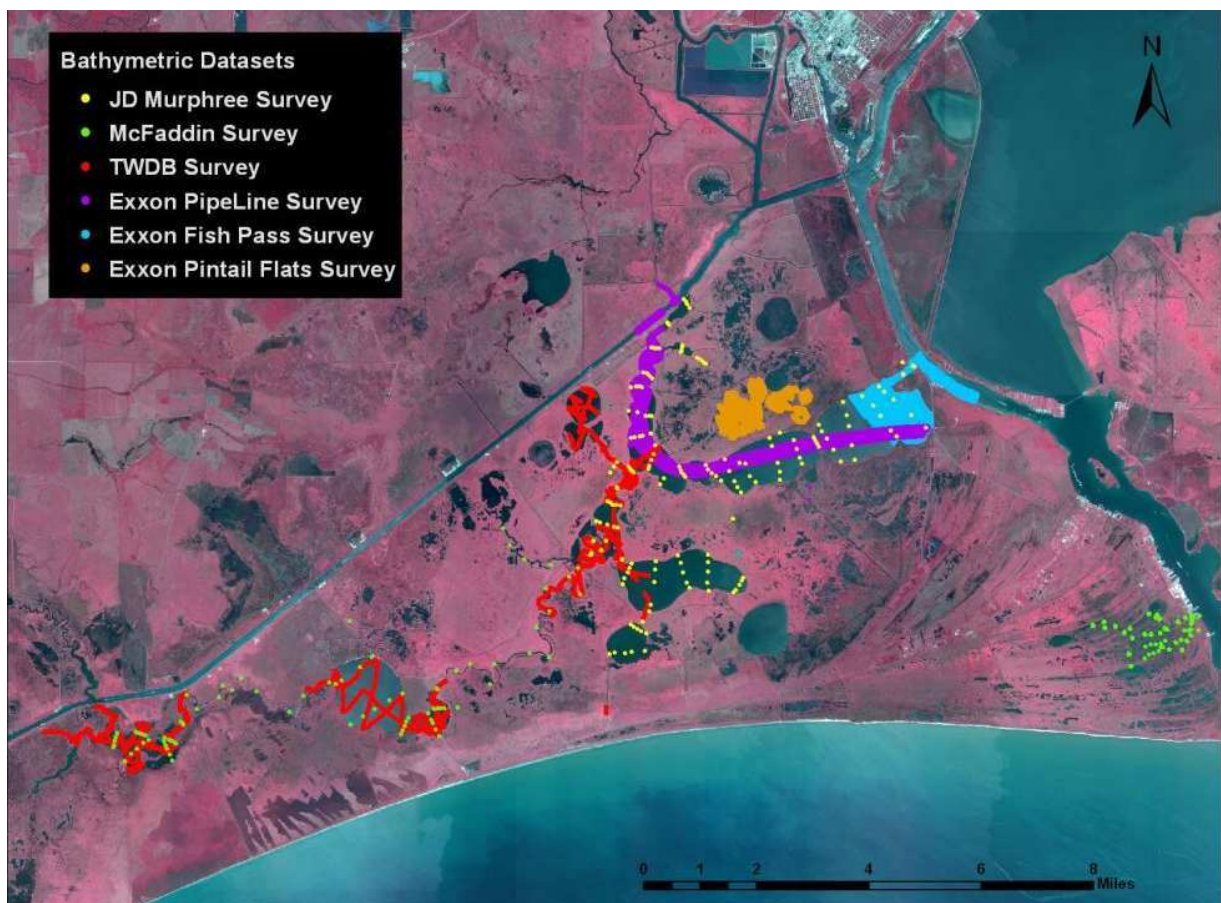 Bathymetric Datasets
JD Murphree Survey
McFaddin Survey
TWDB Survey
Exxon PipeLine Survey
Exxon Fish Pass Survey
Exxon Pintail Flats Survey
N
0 1 2 4 6 8
Miles